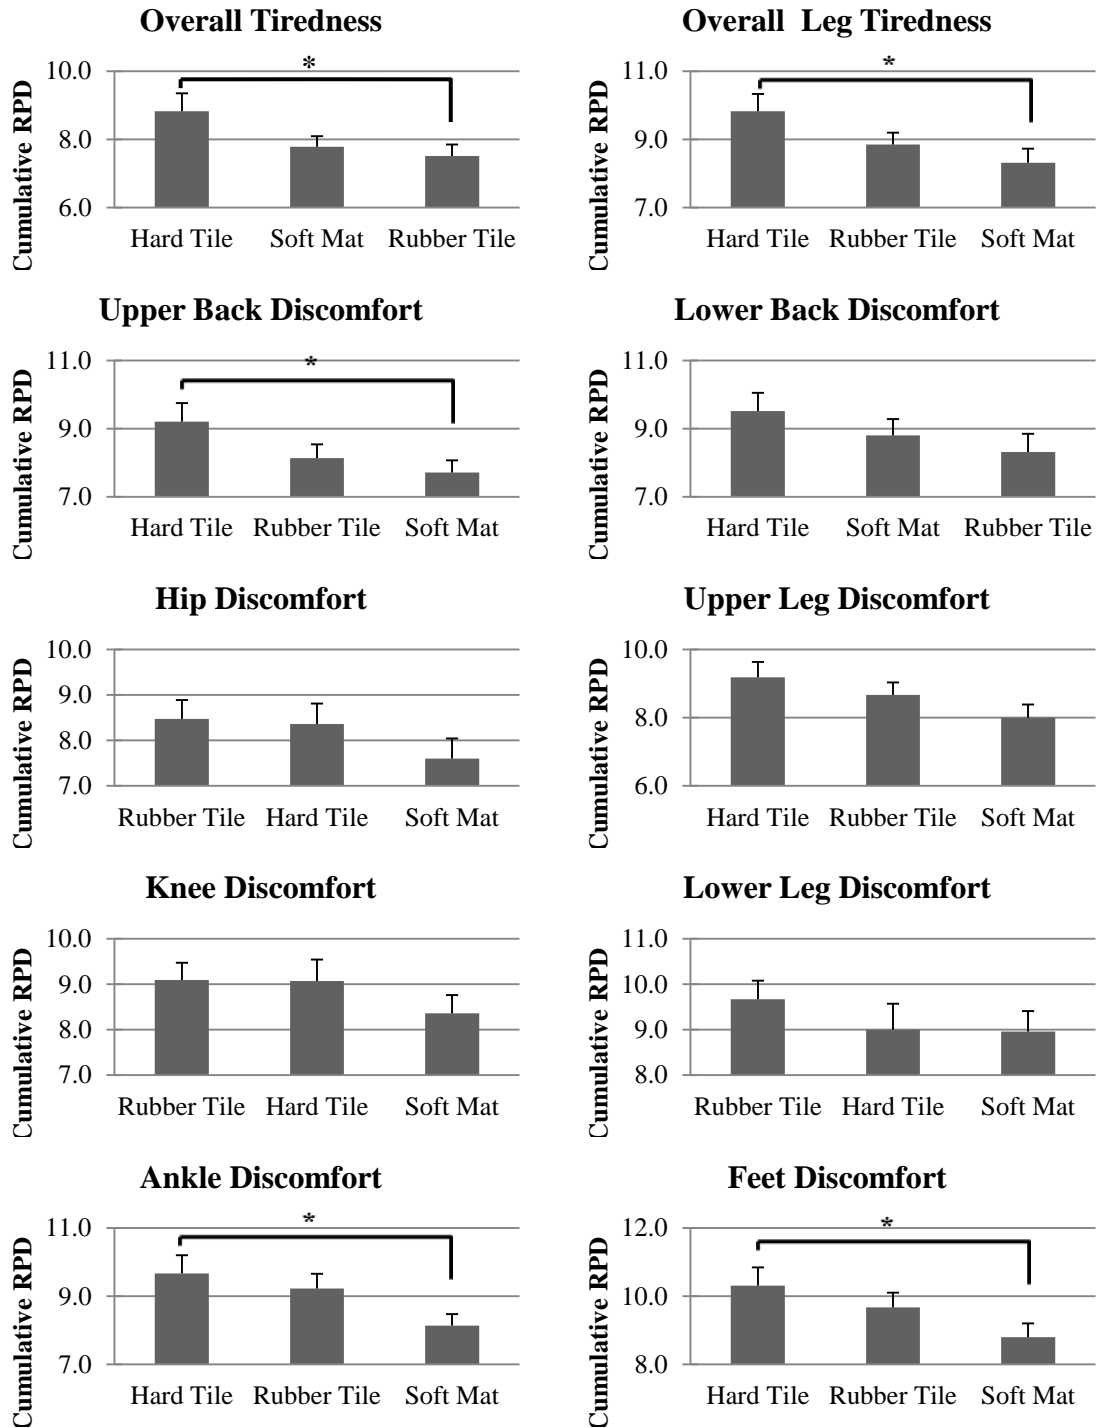 Overall Tiredness
Cumulative RPD
10.0
8.0
6.0
*
Hard Tile Soft Mat Rubber Tile
Overall Leg Tiredness
Cumulative RPD
11.0
9.0
7.0
*
Hard Tile Rubber Tile Soft Mat
Upper Back Discomfort
Cumulative RPD
11.0
9.0
7.0
*
Hard Tile Rubber Tile Soft Mat
Lower Back Discomfort
Cumulative RPD
11.0
9.0
7.0
Hard Tile Soft Mat Rubber Tile
Hip Discomfort
Cumulative RPD
10.0
9.0
8.0
7.0
Rubber Tile Hard Tile Soft Mat
Upper Leg Discomfort
Cumulative RPD
10.0
8.0
6.0
Hard Tile Rubber Tile Soft Mat
Knee Discomfort
Cumulative RPD
10.0
9.0
8.0
7.0
Rubber Tile Hard Tile Soft Mat
Lower Leg Discomfort
Cumulative RPD
11.0
10.0
9.0
8.0
Rubber Tile Hard Tile Soft Mat
Ankle Discomfort
Cumulative RPD
11.0
9.0
7.0
*
Hard Tile Rubber Tile Soft Mat
Feet Discomfort
Cumulative RPD
12.0
10.0
8.0
*
Hard Tile Rubber Tile Soft Mat